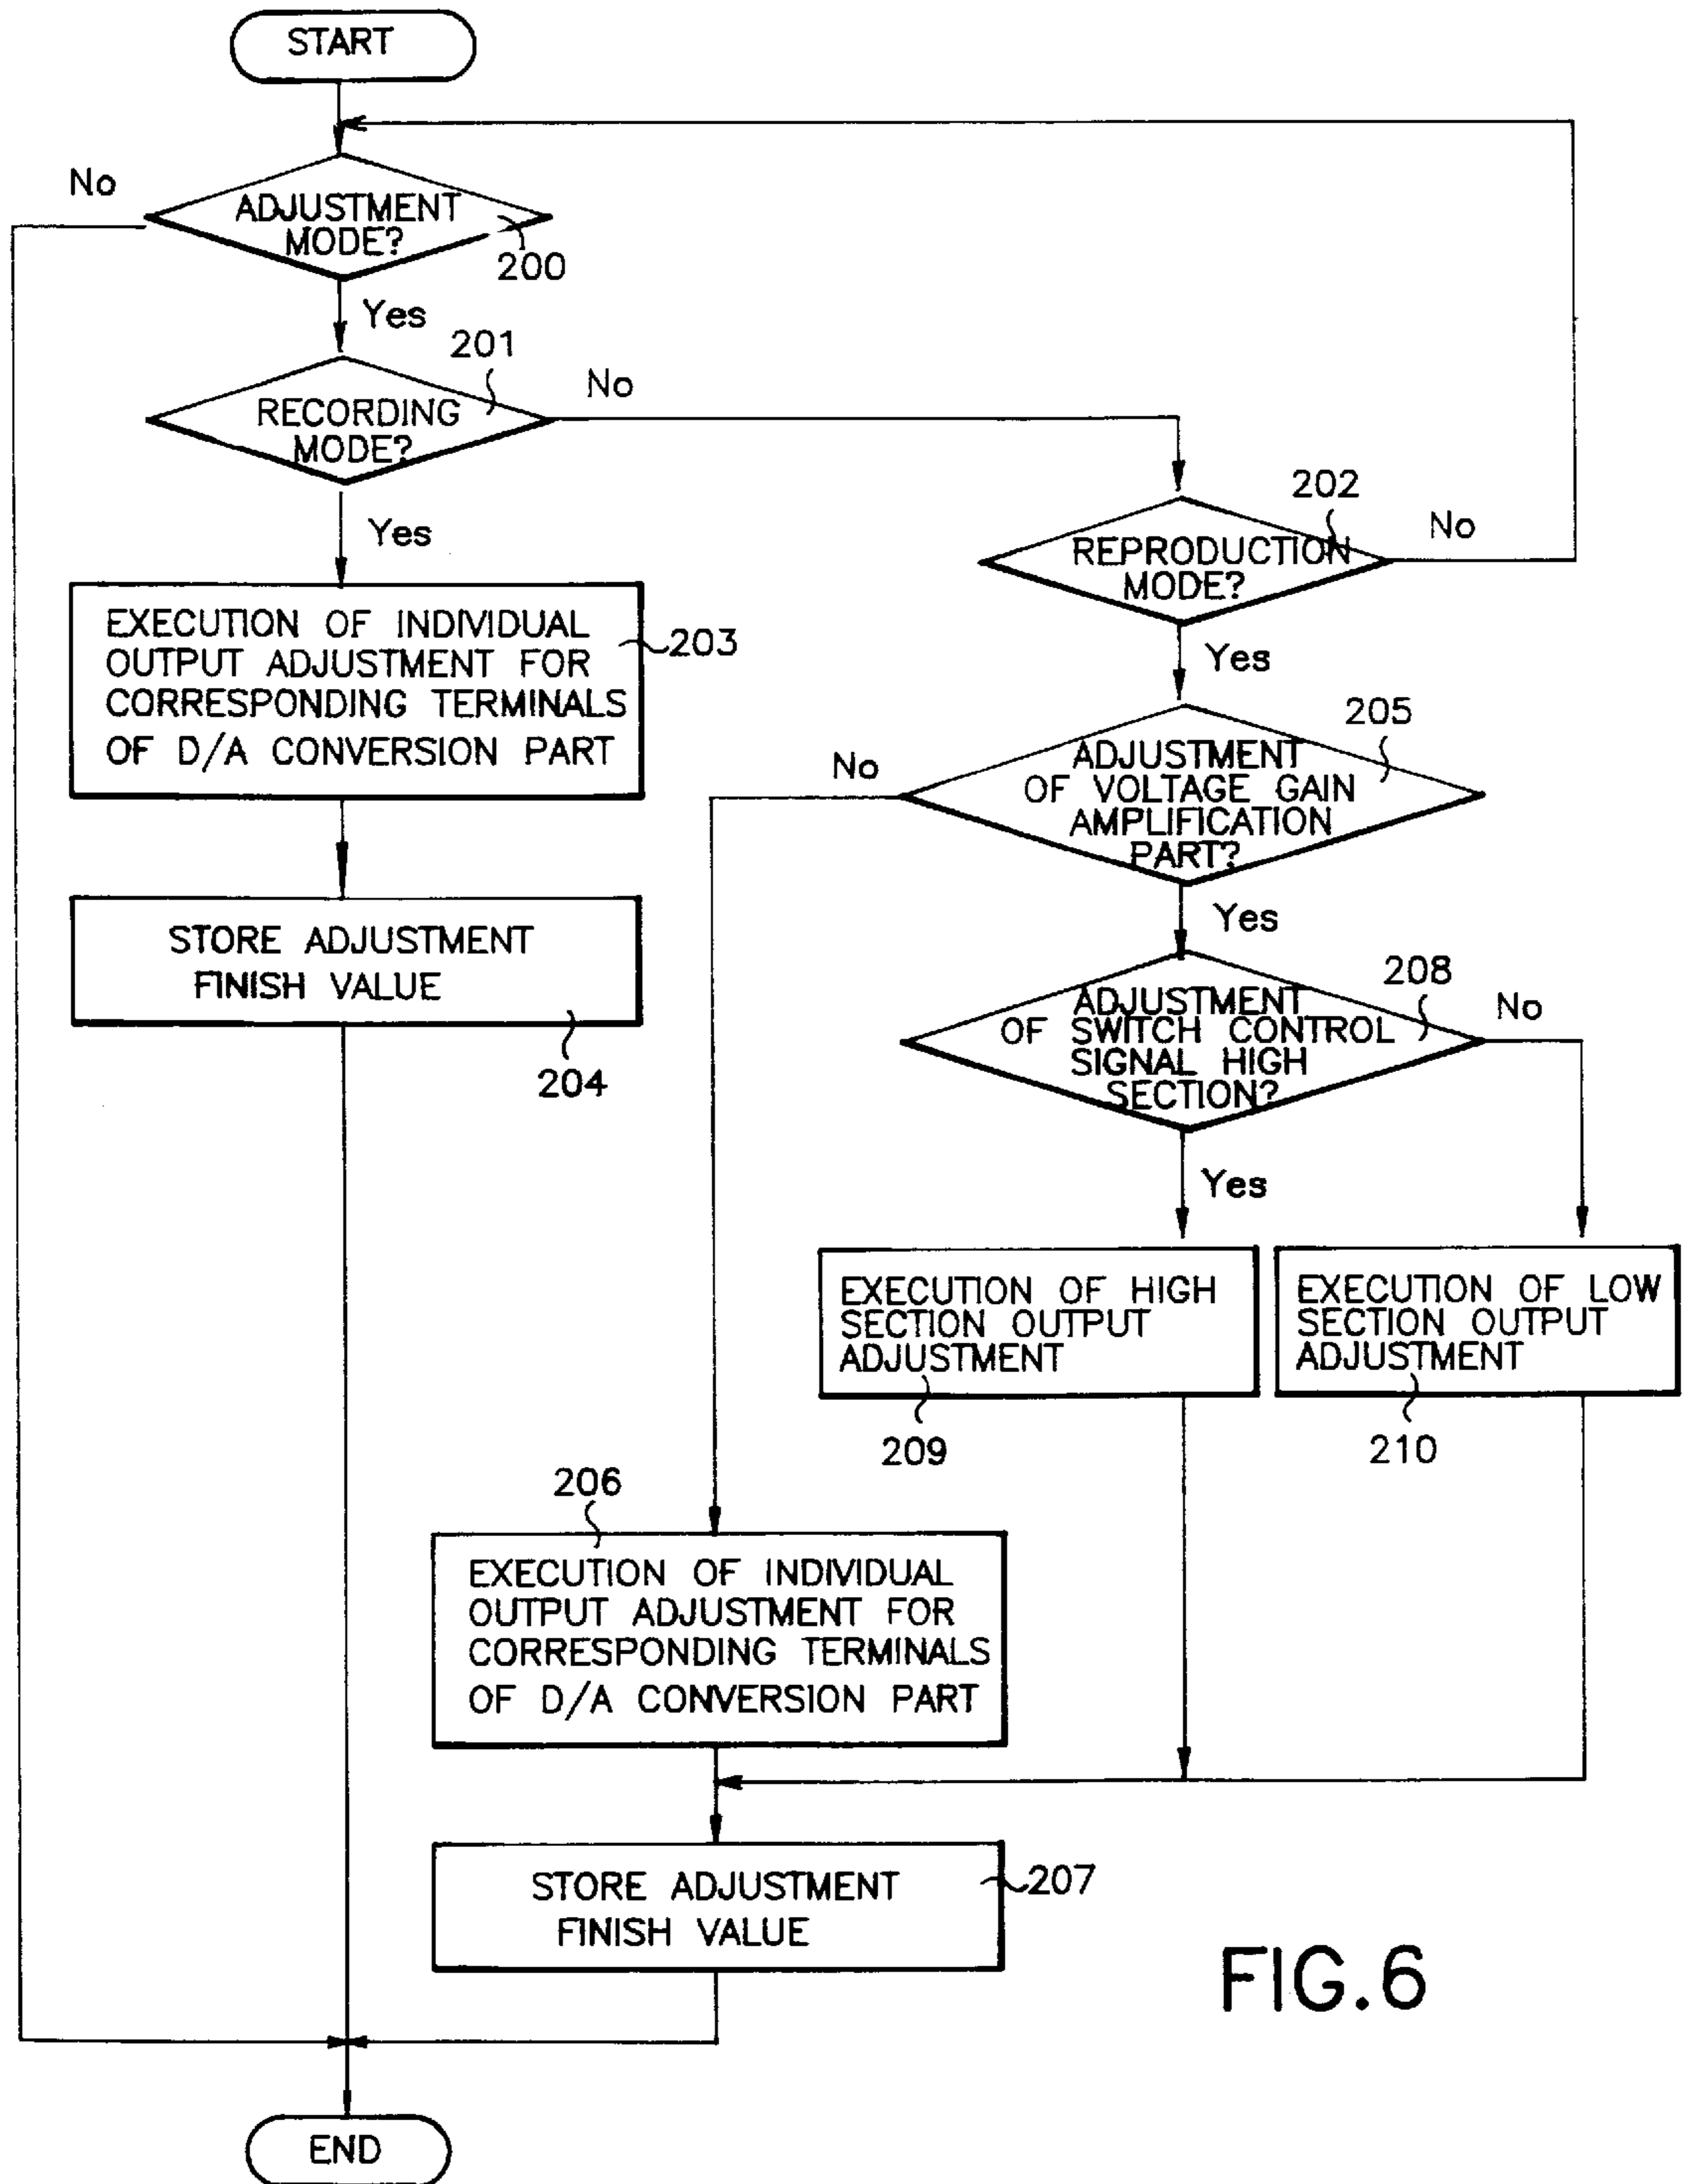 START
No
ADJUSTMENT
MODE?
200
Yes
201
No
RECORDING
MODE?
Yes
202
No
REPRODUCTION
MODE?
Yes
EXECUTION OF INDIVIDUAL
OUTPUT ADJUSTMENT FOR
CORRESPONDING TERMINALS
OF D/A CONVERSION PART
203
205
No
ADJUSTMENT
OF VOLTAGE GAIN
AMPLIFICATION
PART?
Yes
STORE ADJUSTMENT
FINISH VALUE
204
208
No
ADJUSTMENT
OF SWITCH CONTROL
SIGNAL HIGH
SECTION?
Yes
EXECUTION OF HIGH
SECTION OUTPUT
ADJUSTMENT
209
EXECUTION OF LOW
SECTION OUTPUT
ADJUSTMENT
210
206
EXECUTION OF INDIVIDUAL
OUTPUT ADJUSTMENT FOR
CORRESPONDING TERMINALS
OF D/A CONVERSION PART
STORE ADJUSTMENT
FINISH VALUE
207
FIG.6
END